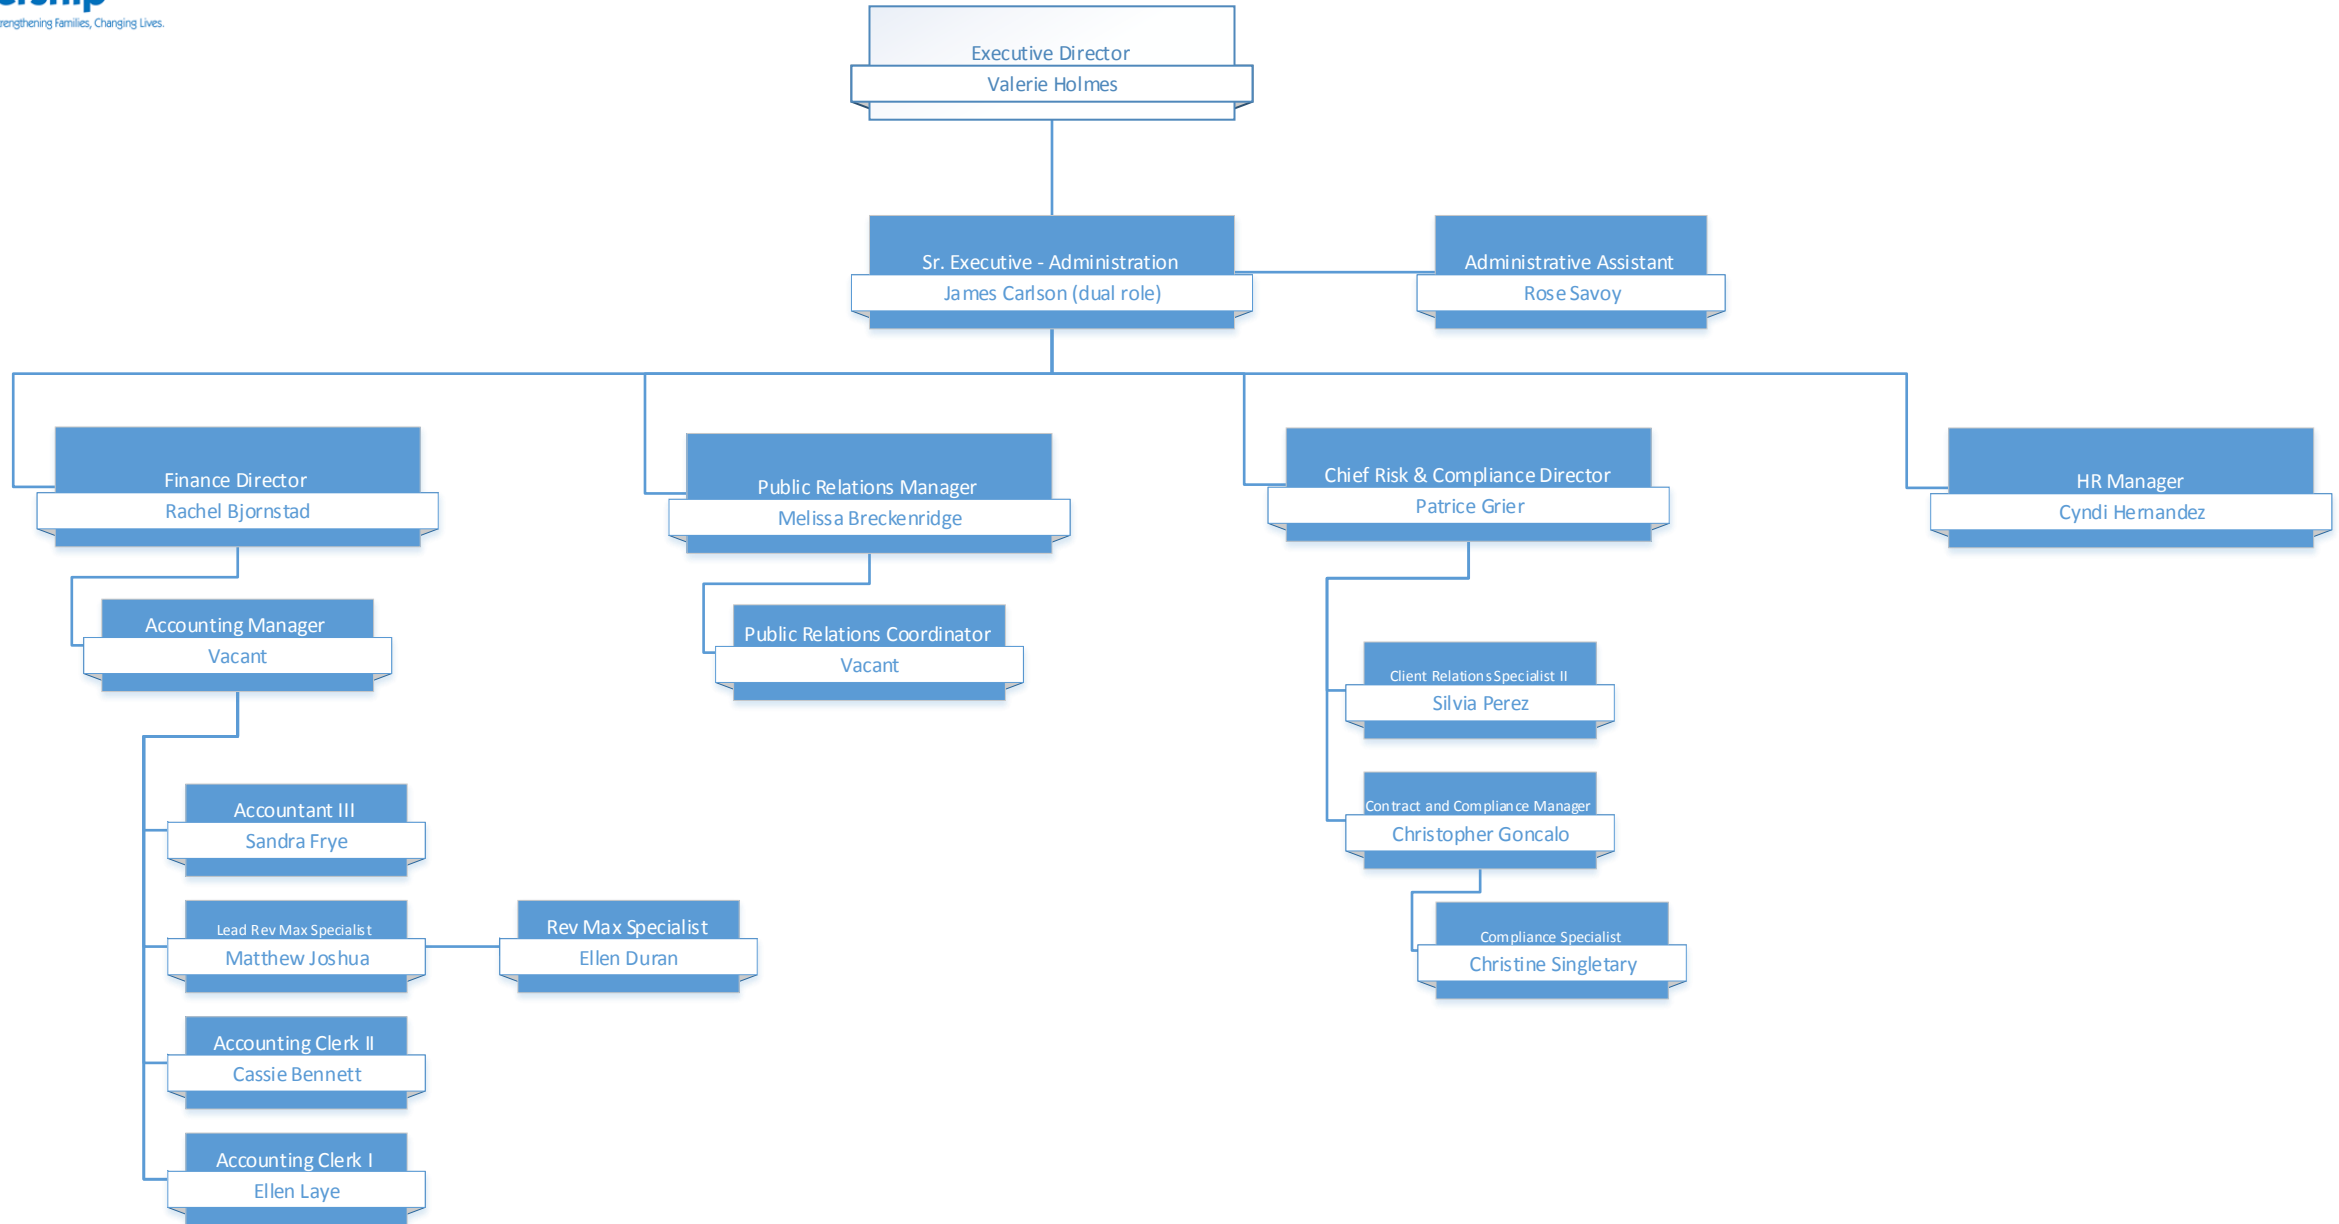 Strengthening Families, Changing Lives.
Executive Director
Valerie Holmes
Sr. Executive - Administration
James Carlson (dual role)
Administrative Assistant
Rose Savoy
Finance Director
Rachel Bjornstad
Public Relations Manager
Melissa Breckenridge
Chief Risk & Compliance Director
Patrice Grier
HR Manager
Cyndi Hernandez
Accounting Manager
Vacant
Public Relations Coordinator
Vacant
Client Relations Specialist II
Silvia Perez
Contract and Compliance Manager
Christopher Goncalo
Compliance Specialist
Christine Singletary
Accountant III
Sandra Frye
Lead Rev Max Specialist
Matthew Joshua
Rev Max Specialist
Ellen Duran
Accounting Clerk II
Cassie Bennett
Accounting Clerk I
Ellen Laye